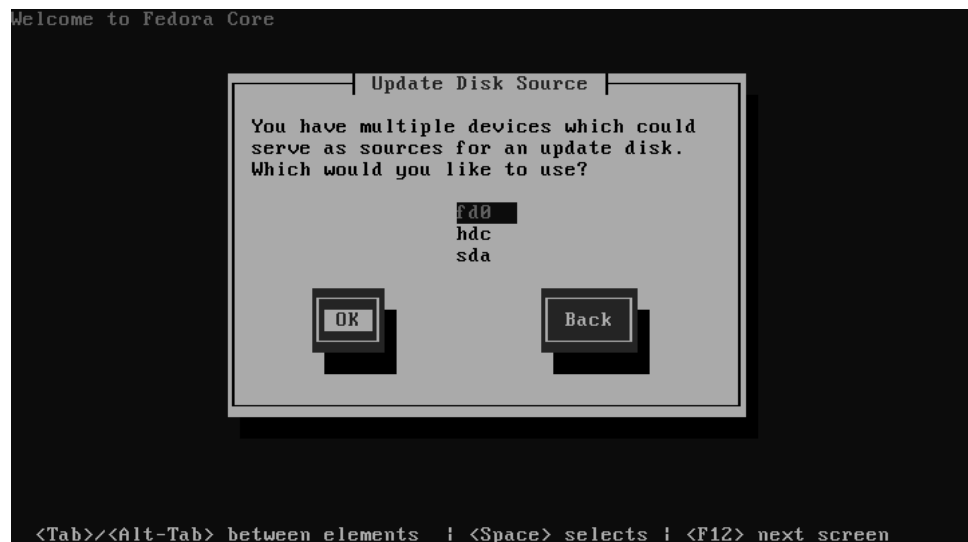 Welcome to Fedora Core
Update Disk Source
You have multiple devices which could
serve as sources for an update disk.
Which would you like to use?
fd0
hdc
sda
OK Back
<Tab>/<Alt-Tab> between elements | <Space> selects | <F12> next screen